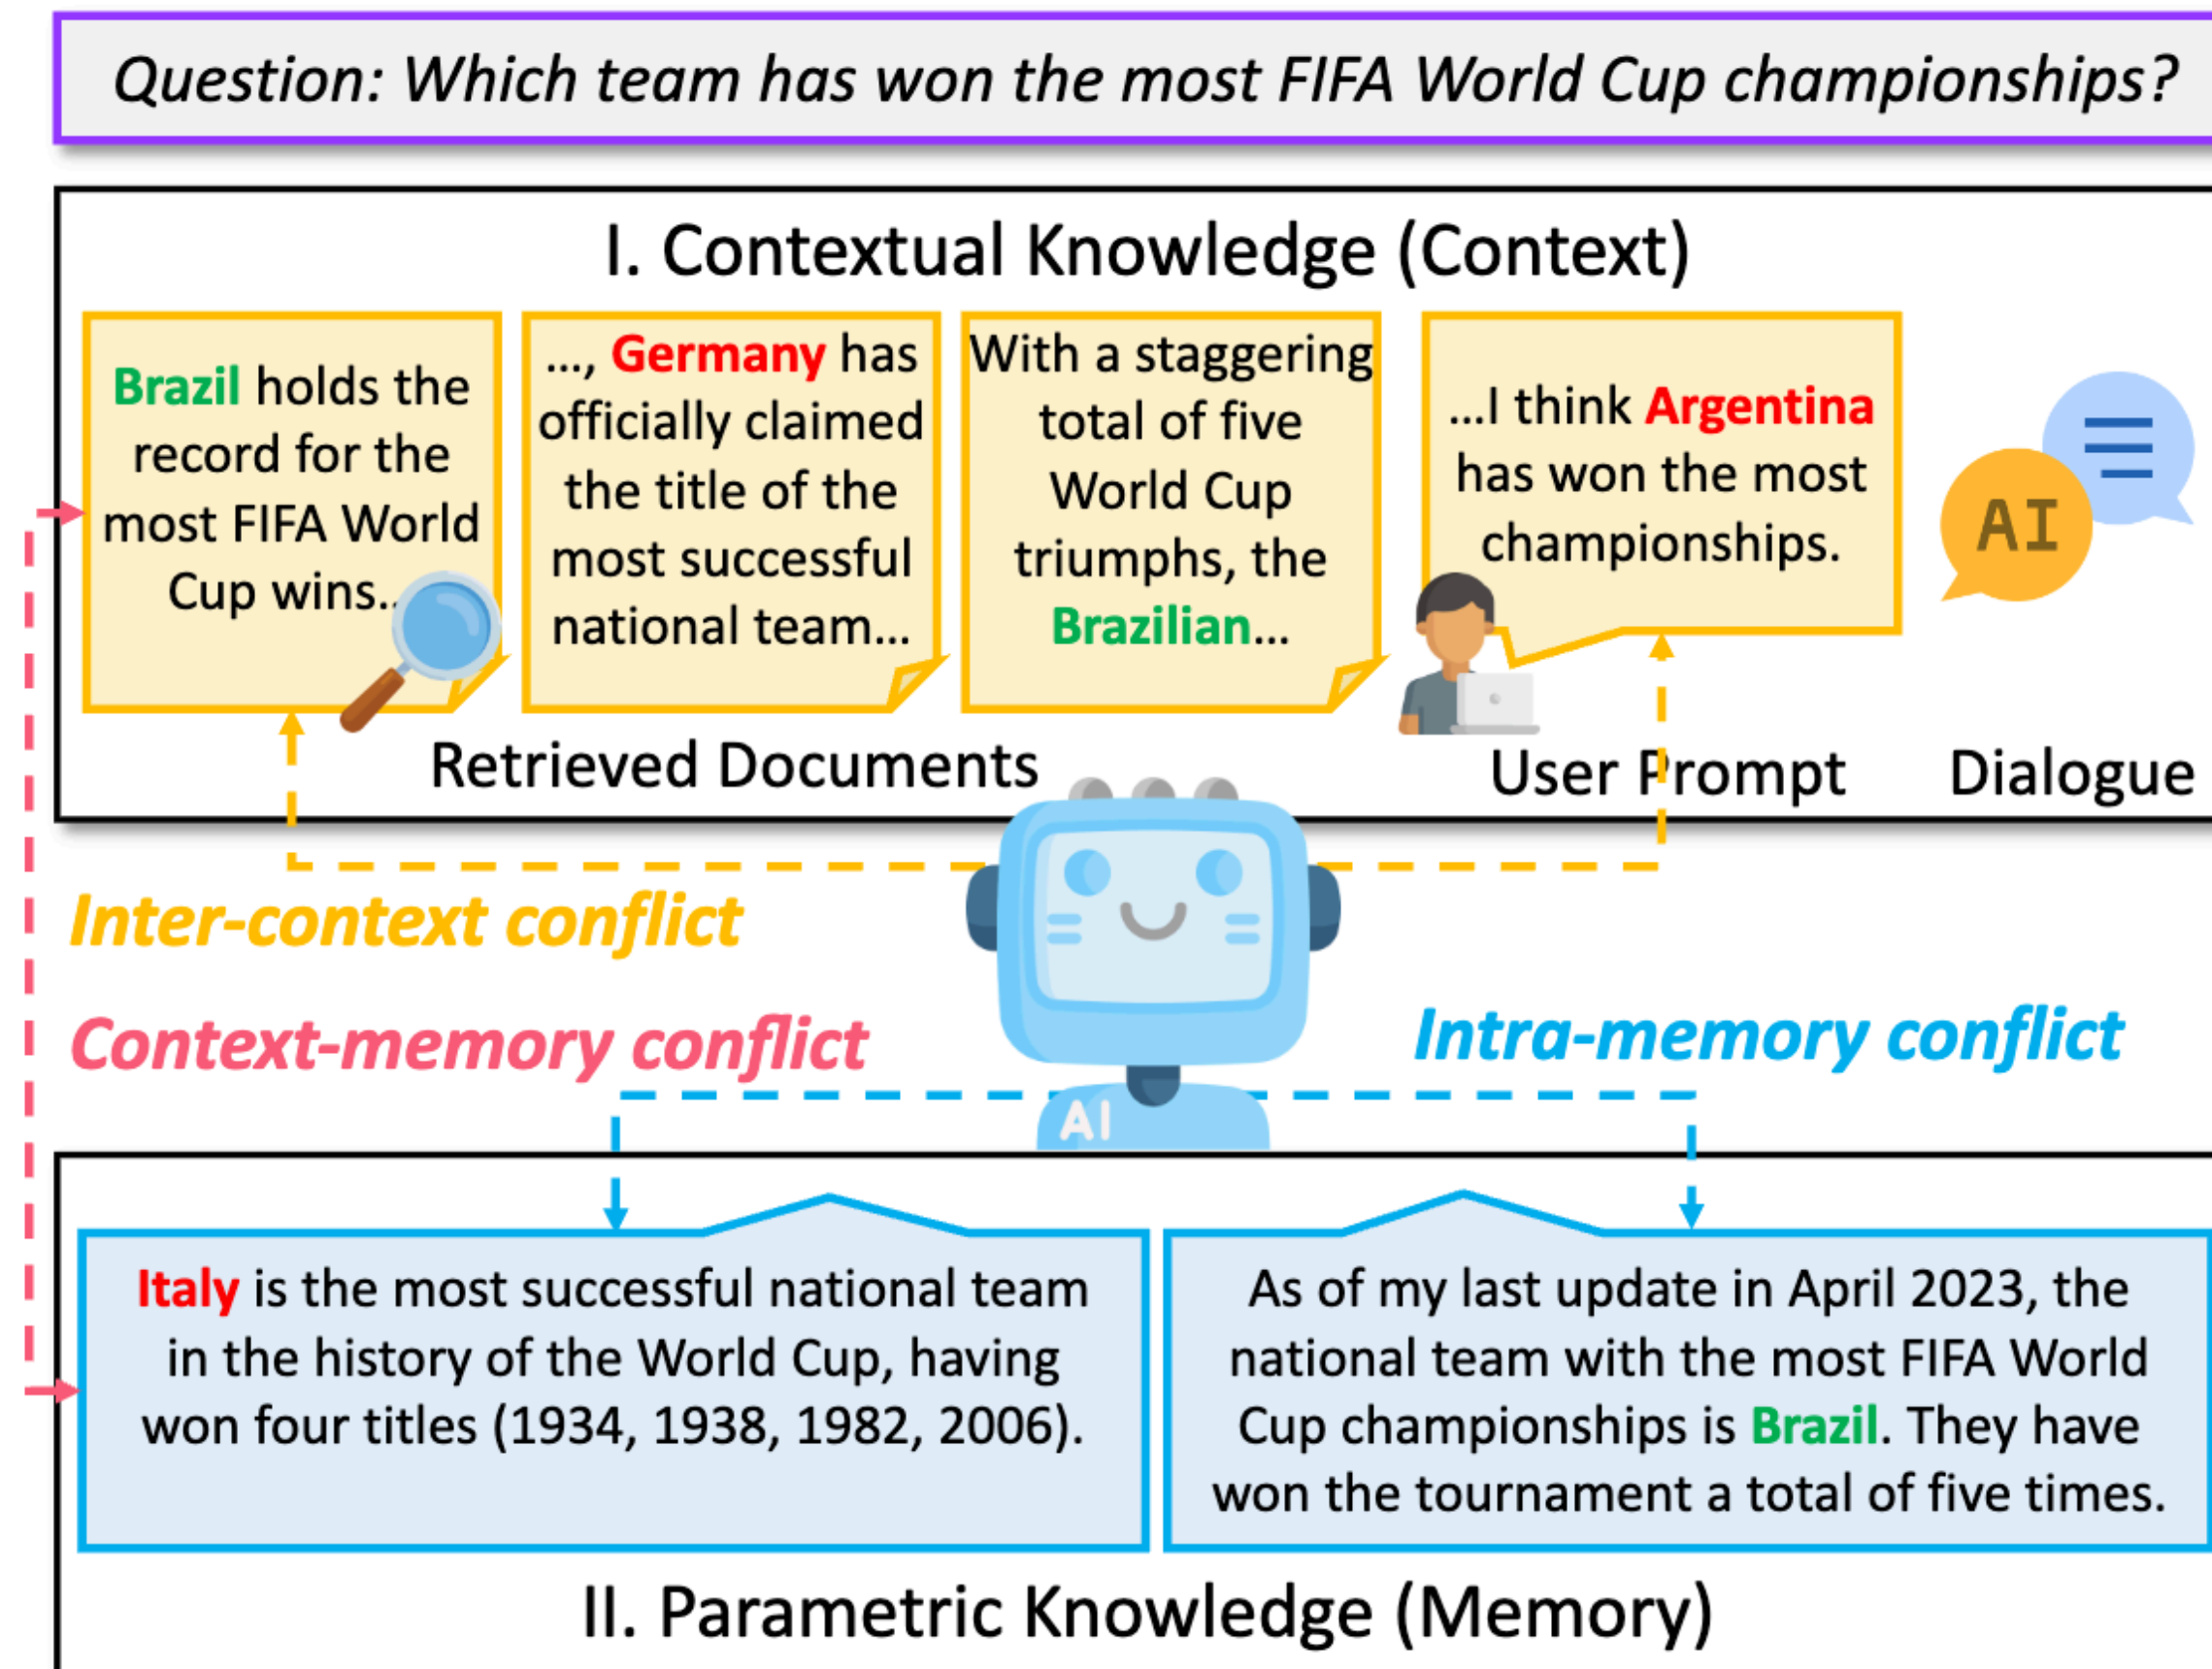 Question: Which team has won the most FIFA World Cup championships?
I. Contextual Knowledge (Context)
Brazil holds the
record for the
most FIFA World
Cup wins..
..., Germany has
officially claimed
the title of the
most successful
national team...
With a staggering
total of five
World Cup
triumphs, the
Brazilian...
...I think Argentina
has won the most
championships.
AI
Retrieved Documents
User Prompt
Dialogue
Inter-context conflict
Context-memory conflict
Intra-memory conflict
AI
Italy is the most successful national team
in the history of the World Cup, having
won four titles (1934, 1938, 1982, 2006).
As of my last update in April 2023, the
national team with the most FIFA World
Cup championships is Brazil. They have
won the tournament a total of five times.
II. Parametric Knowledge (Memory)